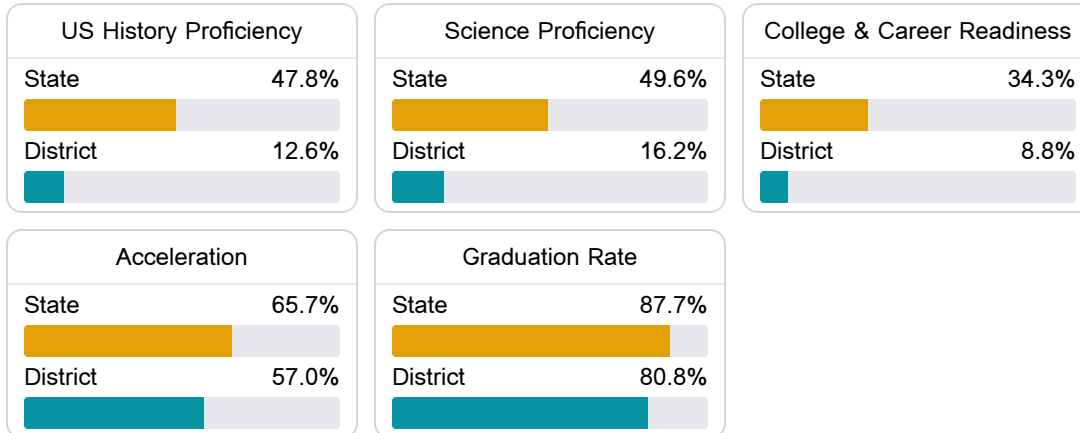 US History Proficiency
State 47.8%
District 12.6%
Science Proficiency
State 49.6%
District 16.2%
College & Career Readiness
State 34.3%
District 8.8%
Acceleration
State 65.7%
District 57.0%
Graduation Rate
State 87.7%
District 80.8%